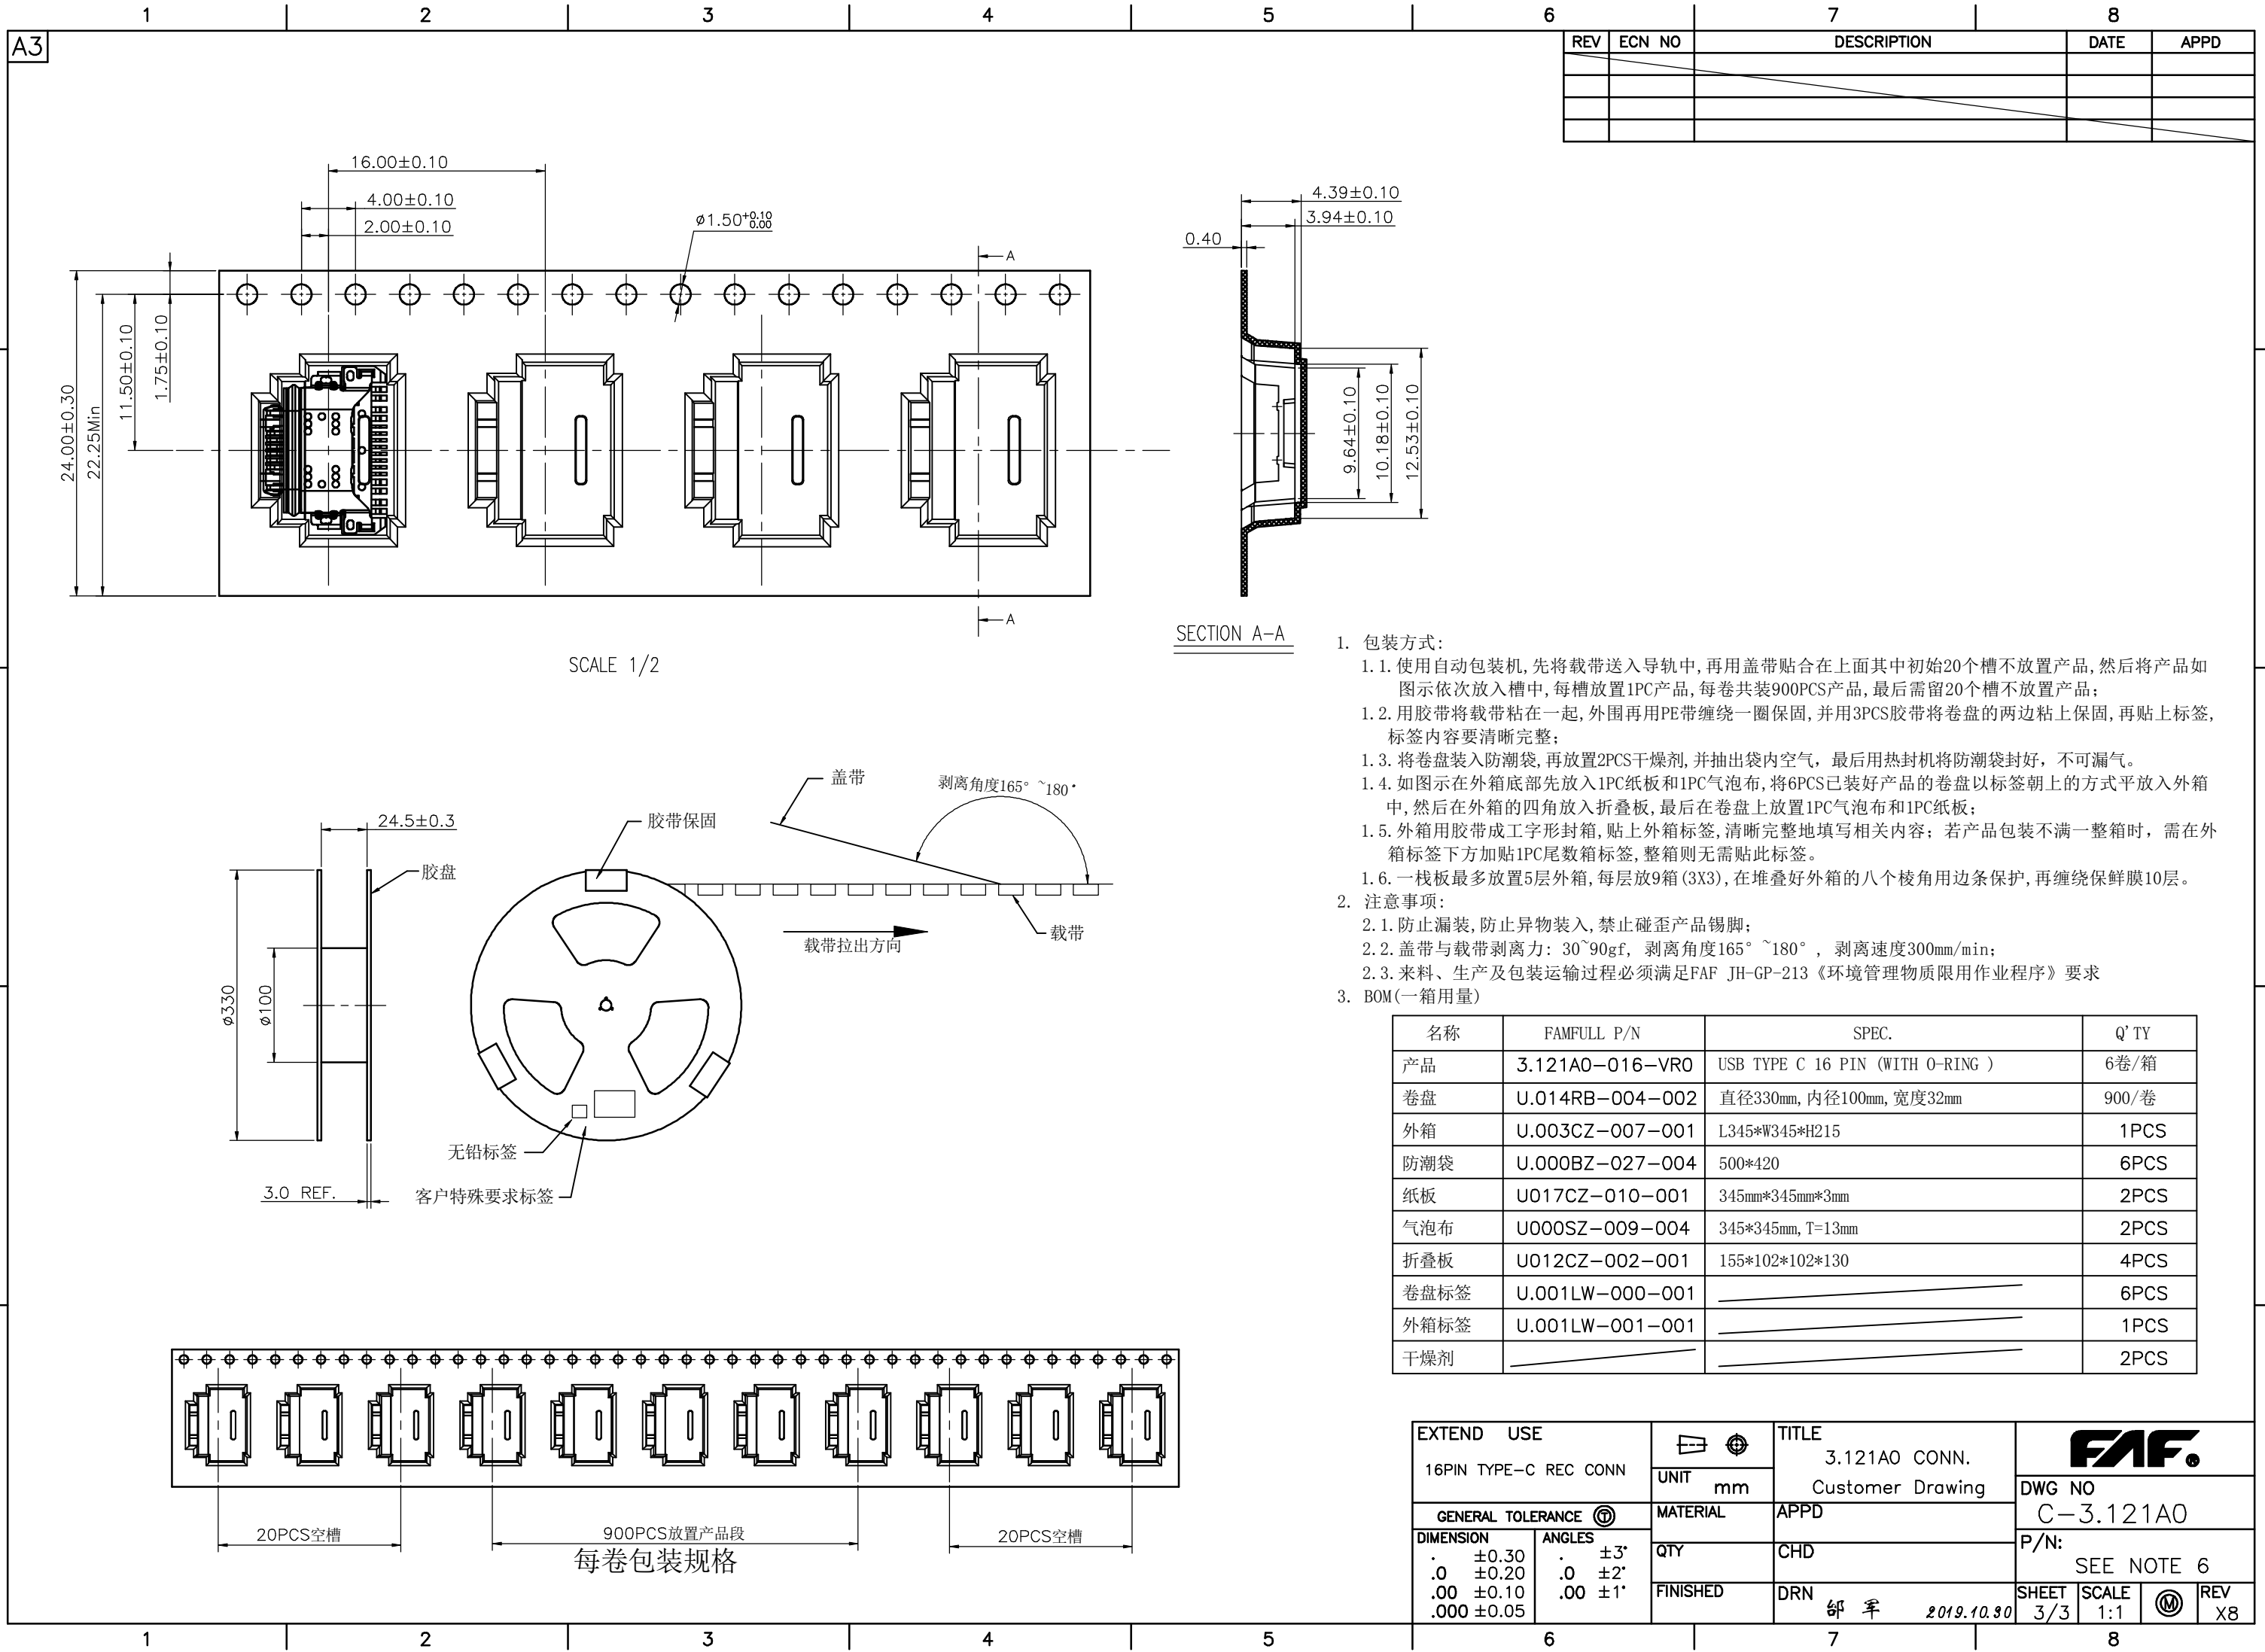 1 2 3 4 5 6 7 8
A3
REV ECN NO DESCRIPTION DATE APPD
16.00±0.10
4.00±0.10
2.00±0.10
ø1.50+0.10 0.00
A
24.00±0.30
22.25Min
11.50±0.10
1.75±0.10
A
SCALE 1/2
4.39±0.10
3.94±0.10
0.40
9.64±0.10
10.18±0.10
12.53±0.10
SECTION A-A
1. 包装方式:
1.1.使用自动包装机,先将载带送入导轨中,再用盖带贴合在上面其中初始20个槽不放置产品,然后将产品如
图示依次放入槽中,每槽放置1PC产品,每卷共装900PCS产品,最后需留20个槽不放置产品;
1.2.用胶带将载带粘在一起,外围再用PE带缠绕一圈保固,并用3PCS胶带将卷盘的两边粘上保固,再贴上标签,
标签内容要清晰完整;
1.3.将卷盘装入防潮袋,再放置2PCS干燥剂,并抽出袋内空气，最后用热封机将防潮袋封好，不可漏气。
1.4.如图示在外箱底部先放入1PC纸板和1PC气泡布,将6PCS已装好产品的卷盘以标签朝上的方式平放入外箱
中,然后在外箱的四角放入折叠板,最后在卷盘上放置1PC气泡布和1PC纸板;
1.5.外箱用胶带成工字形封箱,贴上外箱标签,清晰完整地填写相关内容；若产品包装不满一整箱时，需在外
箱标签下方加贴1PC尾数箱标签,整箱则无需贴此标签。
1.6.一栈板最多放置5层外箱,每层放9箱(3X3),在堆叠好外箱的八个棱角用边条保护,再缠绕保鲜膜10层。
2. 注意事项:
2.1.防止漏装,防止异物装入,禁止碰歪产品锡脚;
2.2.盖带与载带剥离力: 30~90gf, 剥离角度165°~180°, 剥离速度300mm/min;
2.3.来料、生产及包装运输过程必须满足FAF JH-GP-213《环境管理物质限用作业程序》要求
3. BOM(一箱用量)
名称 FAMFULL P/N SPEC. Q'TY
产品 3.121A0-016-VR0 USB TYPE C 16 PIN (WITH O-RING ) 6卷/箱
卷盘 U.014RB-004-002 直径330mm,内径100mm,宽度32mm 900/卷
外箱 U.003CZ-007-001 L345*W345*H215 1PCS
防潮袋 U.000BZ-027-004 500*420 6PCS
纸板 U017CZ-010-001 345mm*345mm*3mm 2PCS
气泡布 U000SZ-009-004 345*345mm,T=13mm 2PCS
折叠板 U012CZ-002-001 155*102*102*130 4PCS
卷盘标签 U.001LW-000-001 6PCS
外箱标签 U.001LW-001-001 1PCS
干燥剂 2PCS
24.5±0.3
胶盘
ø330
ø100
3.0 REF.
胶带保固
盖带
剥离角度165°~180°
载带
载带拉出方向
无铅标签
客户特殊要求标签
20PCS空槽
900PCS放置产品段
20PCS空槽
每卷包装规格
EXTEND USE
16PIN TYPE-C REC CONN
GENERAL TOLERANCE T
DIMENSION ANGLES
. ±0.30 . ±3°
.0 ±0.20 .0 ±2°
.00 ±0.10 .00 ±1°
.000 ±0.05
UNIT mm
MATERIAL
QTY
FINISHED
TITLE
3.121A0 CONN.
Customer Drawing
APPD
CHD
DRN 邰军 2019.10.30
FAF®
DWG NO
C-3.121A0
P/N:
SEE NOTE 6
SHEET 3/3
SCALE 1:1
M
REV X8
1 2 3 4 5 6 7 8